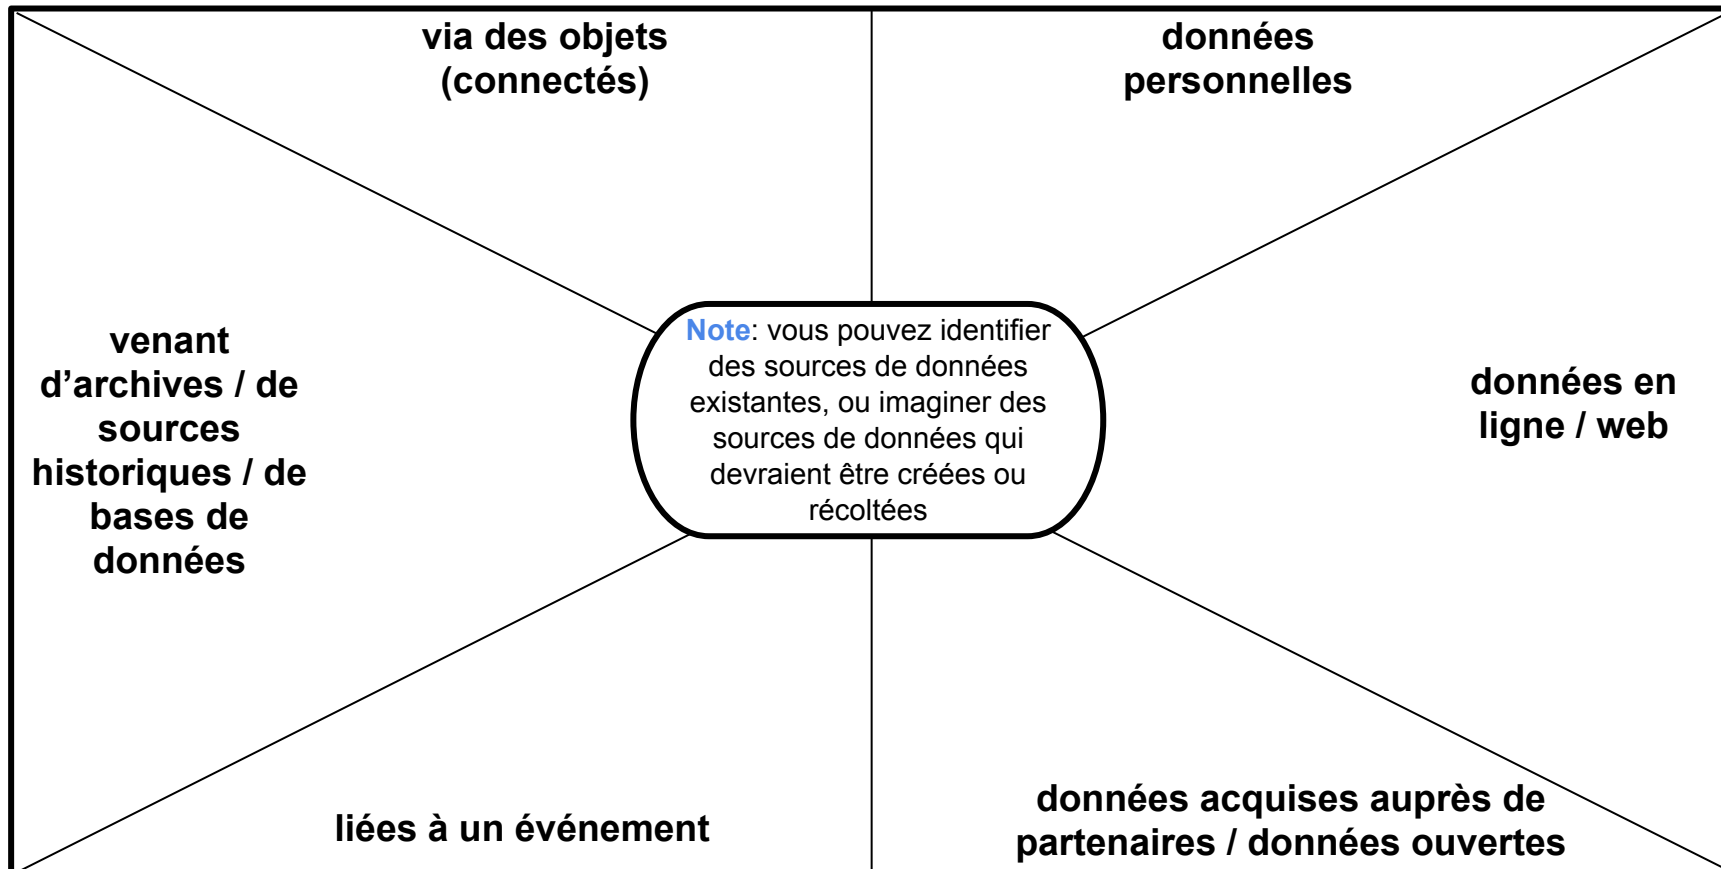 via des objets
(connectés)
données
personnelles
venant
d’archives / de
sources
historiques / de
bases de
données
Note: vous pouvez identifier
des sources de données
existantes, ou imaginer des
sources de données qui
devraient être créées ou
récoltées
données en
ligne / web
liées à un événement
données acquises auprès de
partenaires / données ouvertes